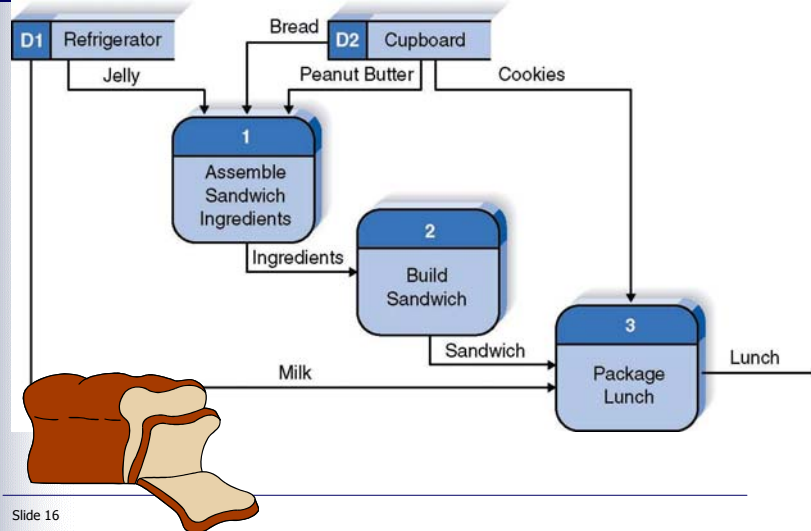 D1 Refrigerator
Bread
D2 Cupboard
Jelly
Peanut Butter
Cookies
1
Assemble
Sandwich
Ingredients
Ingredients
2
Build
Sandwich
Sandwich
3
Package
Lunch
Milk
Lunch
Slide 16